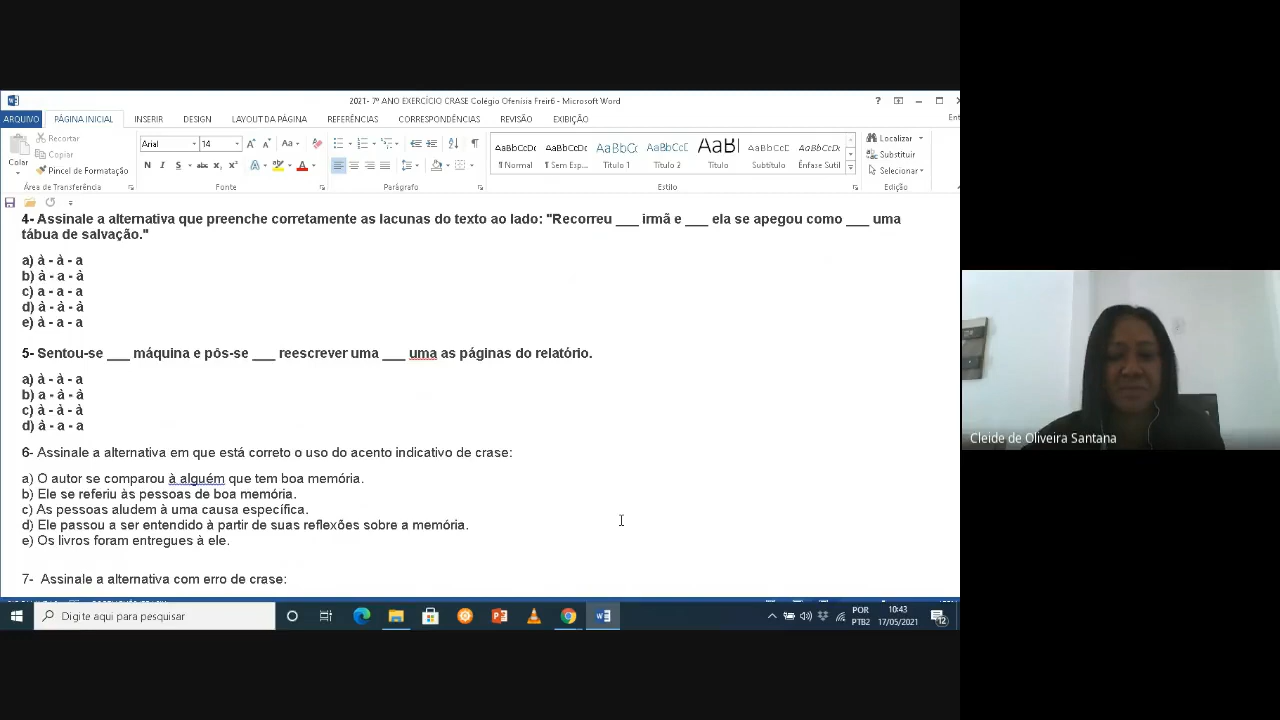 2021- 7º ANO EXERCÍCIO CRASE Colégio Ofenísia Freir6 - Microsoft Word
ARQUIVO PÁGINA INICIAL INSERIR DESIGN LAYOUT DA PÁGINA REFERÊNCIAS CORRESPONDÊNCIAS REVISÃO EXIBIÇÃO Ent
Colar
Recortar
Copiar
Pincel de Formatação
Área de Transferência
Arial 14
Fonte
Parágrafo
AaBbCcDc AaBbCcDc AaBbC AaBbCcC AaBl AaBbCcC AaBbCcDc
¶ Normal ¶ Sem Esp... Título 1 Título 2 Título Subtítulo Ênfase Sutil
Estilo
Localizar
Substituir
Selecionar
Edição
4- Assinale a alternativa que preenche corretamente as lacunas do texto ao lado: "Recorreu ___ irmã e ___ ela se apegou como ___ uma
tábua de salvação."
a) à - à - a
b) à - a - à
c) a - a - a
d) à - à - à
e) à - a - a
5- Sentou-se ___ máquina e pôs-se ___ reescrever uma ___ uma as páginas do relatório.
a) à - à - a
b) a - à - à
c) à - à - à
d) à - a - a
6- Assinale a alternativa em que está correto o uso do acento indicativo de crase:
a) O autor se comparou à alguém que tem boa memória.
b) Ele se referiu às pessoas de boa memória.
c) As pessoas aludem à uma causa específica.
d) Ele passou a ser entendido à partir de suas reflexões sobre a memória.
e) Os livros foram entregues à ele.
7- Assinale a alternativa com erro de crase:
Digite aqui para pesquisar
POR
PTB2
10:43
17/05/2021
12
Cleide de Oliveira Santana